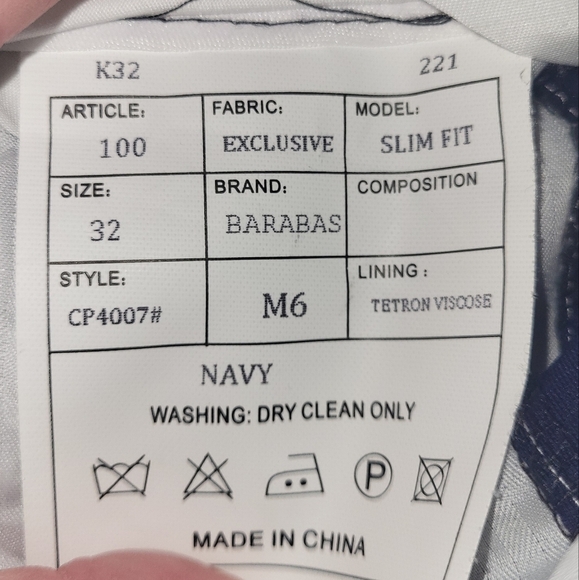 K32 221
ARTICLE: FABRIC: MODEL:
100 EXCLUSIVE SLIM FIT
SIZE: BRAND: COMPOSITION
32 BARABAS
STYLE: LINING :
CP4007# M6 TETRON VISCOSE
NAVY
WASHING: DRY CLEAN ONLY
P
MADE IN CHINA